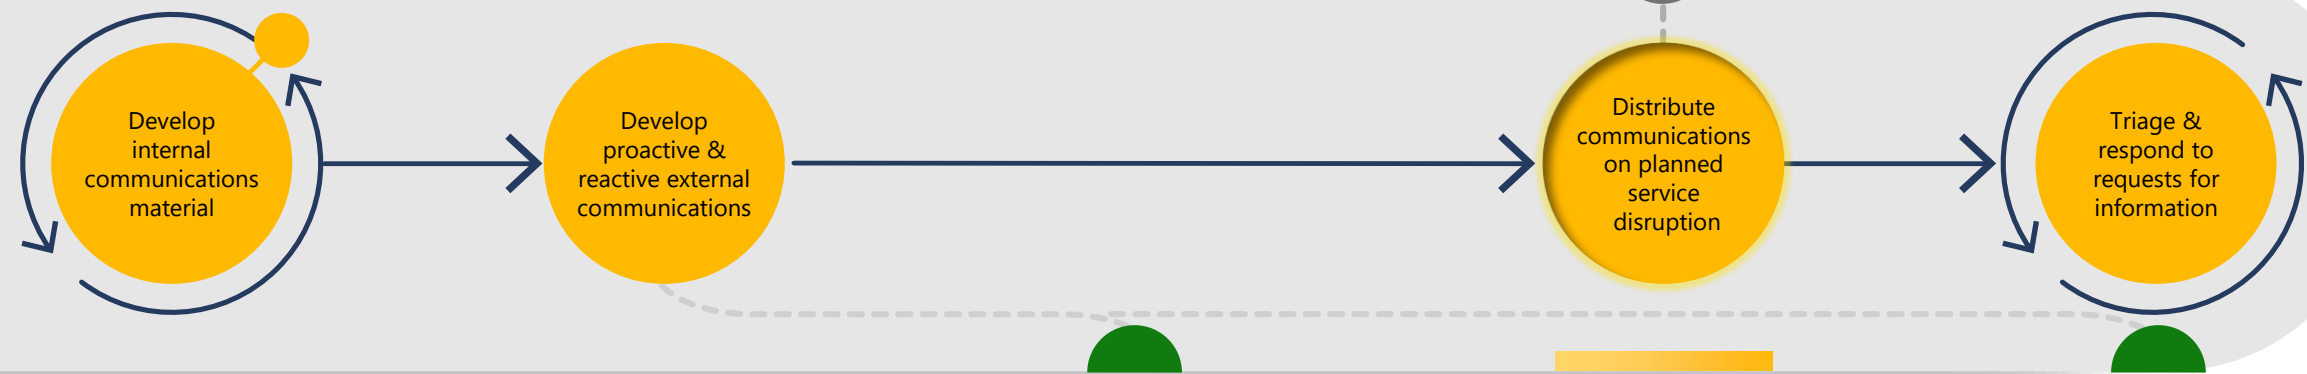 Develop
internal
communications
material
Develop
proactive &
reactive external
communications
Distribute
communications
on planned
service
disruption
Triage &
respond to
requests for
information